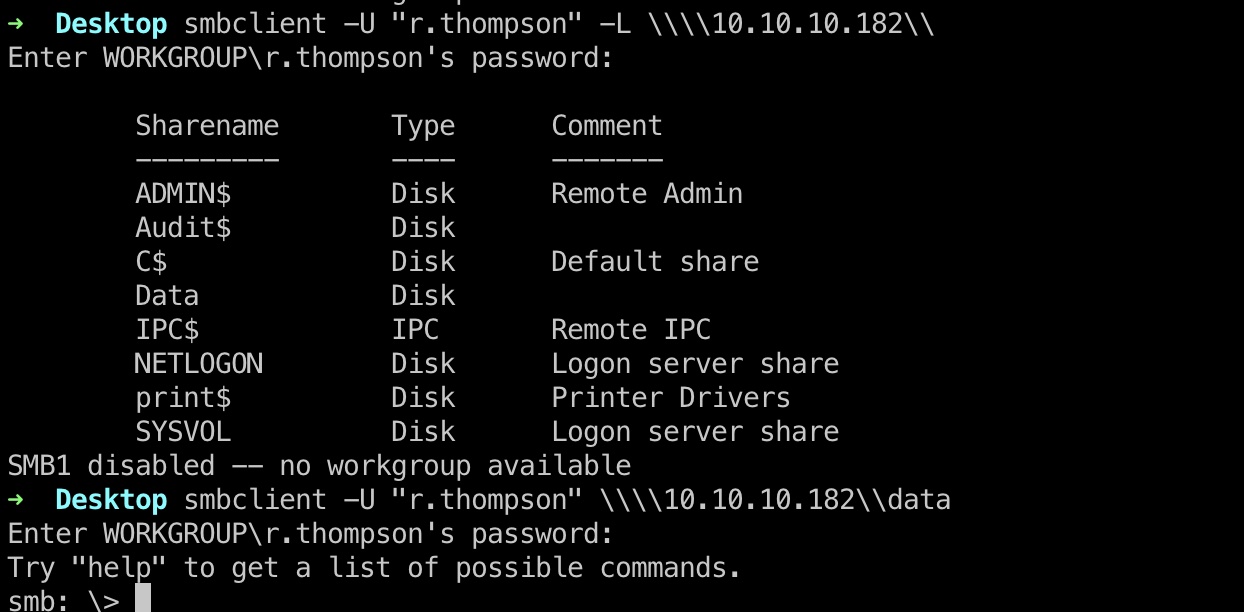 ➜  Desktop smbclient -U "r.thompson" -L \\\\10.10.10.182\\
Enter WORKGROUP\r.thompson's password:
Sharename       Type      Comment
---------       ----      -------
ADMIN$          Disk      Remote Admin
Audit$          Disk
C$              Disk      Default share
Data            Disk
IPC$            IPC       Remote IPC
NETLOGON        Disk      Logon server share
print$          Disk      Printer Drivers
SYSVOL          Disk      Logon server share
SMB1 disabled -- no workgroup available
➜  Desktop smbclient -U "r.thompson" \\\\10.10.10.182\\data
Enter WORKGROUP\r.thompson's password:
Try "help" to get a list of possible commands.
smb: \>